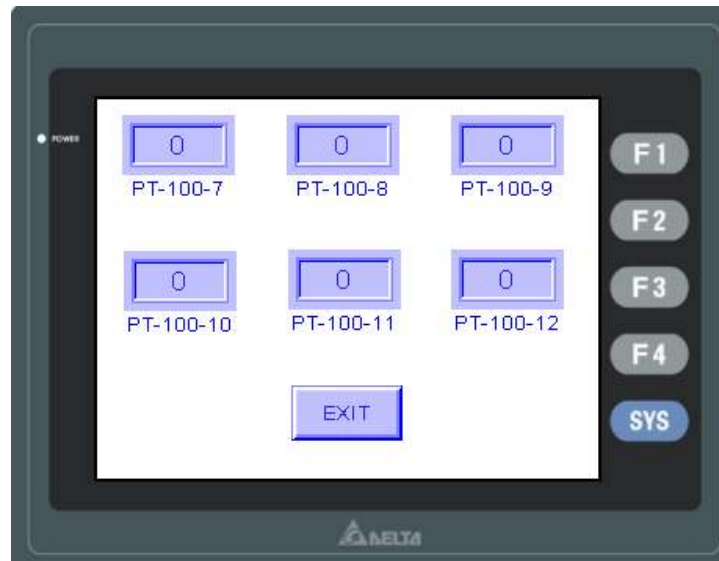 POWER
0 0 0
PT-100-7 PT-100-8 PT-100-9
0 0 0
PT-100-10 PT-100-11 PT-100-12
EXIT
F1
F2
F3
F4
SYS
DELTA